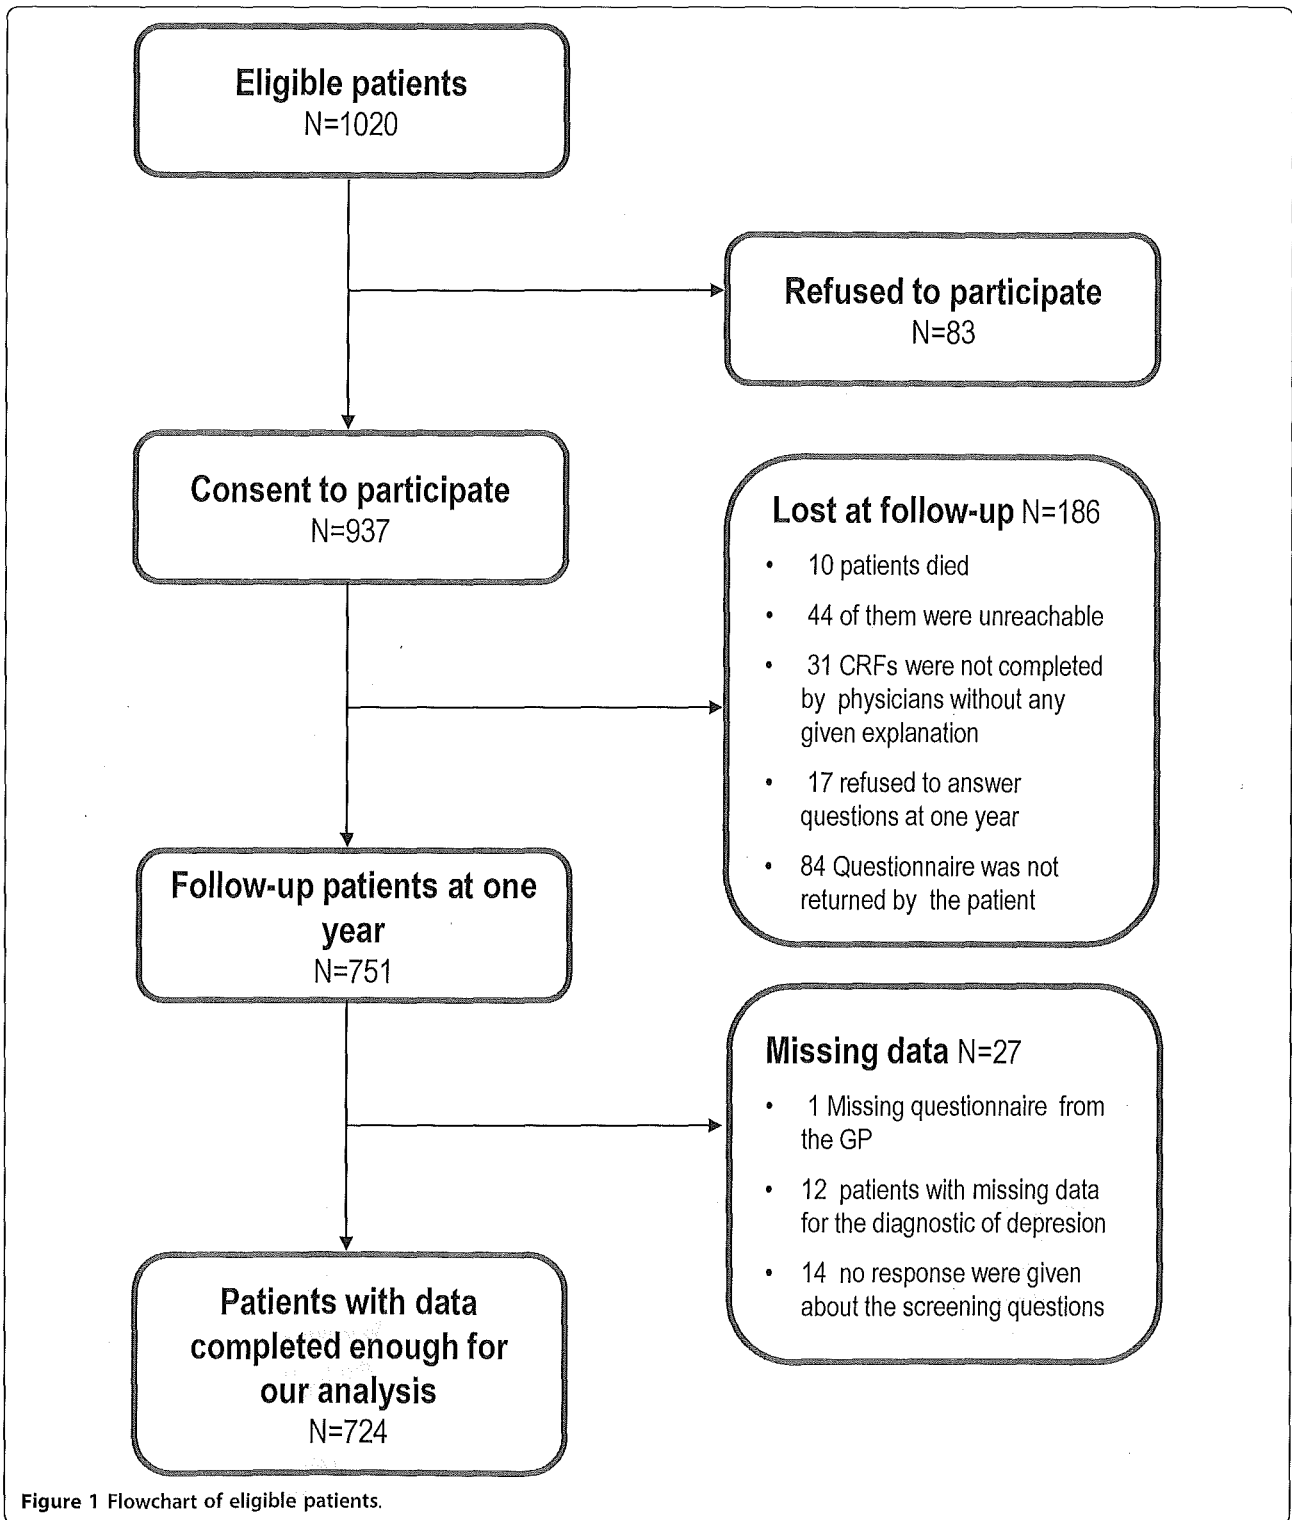 Eligible patients
N=1020
Refused to participate
N=83
Consent to participate
N=937
Lost at follow-up N=186
• 10 patients died
• 44 of them were unreachable
• 31 CRFs were not completed
by physicians without any
given explanation
• 17 refused to answer
questions at one year
• 84 Questionnaire was not
returned by the patient
Follow-up patients at one
year
N=751
Missing data N=27
• 1 Missing questionnaire from
the GP
• 12 patients with missing data
for the diagnostic of depresion
• 14 no response were given
about the screening questions
Patients with data
completed enough for
our analysis
N=724
Figure 1 Flowchart of eligible patients.